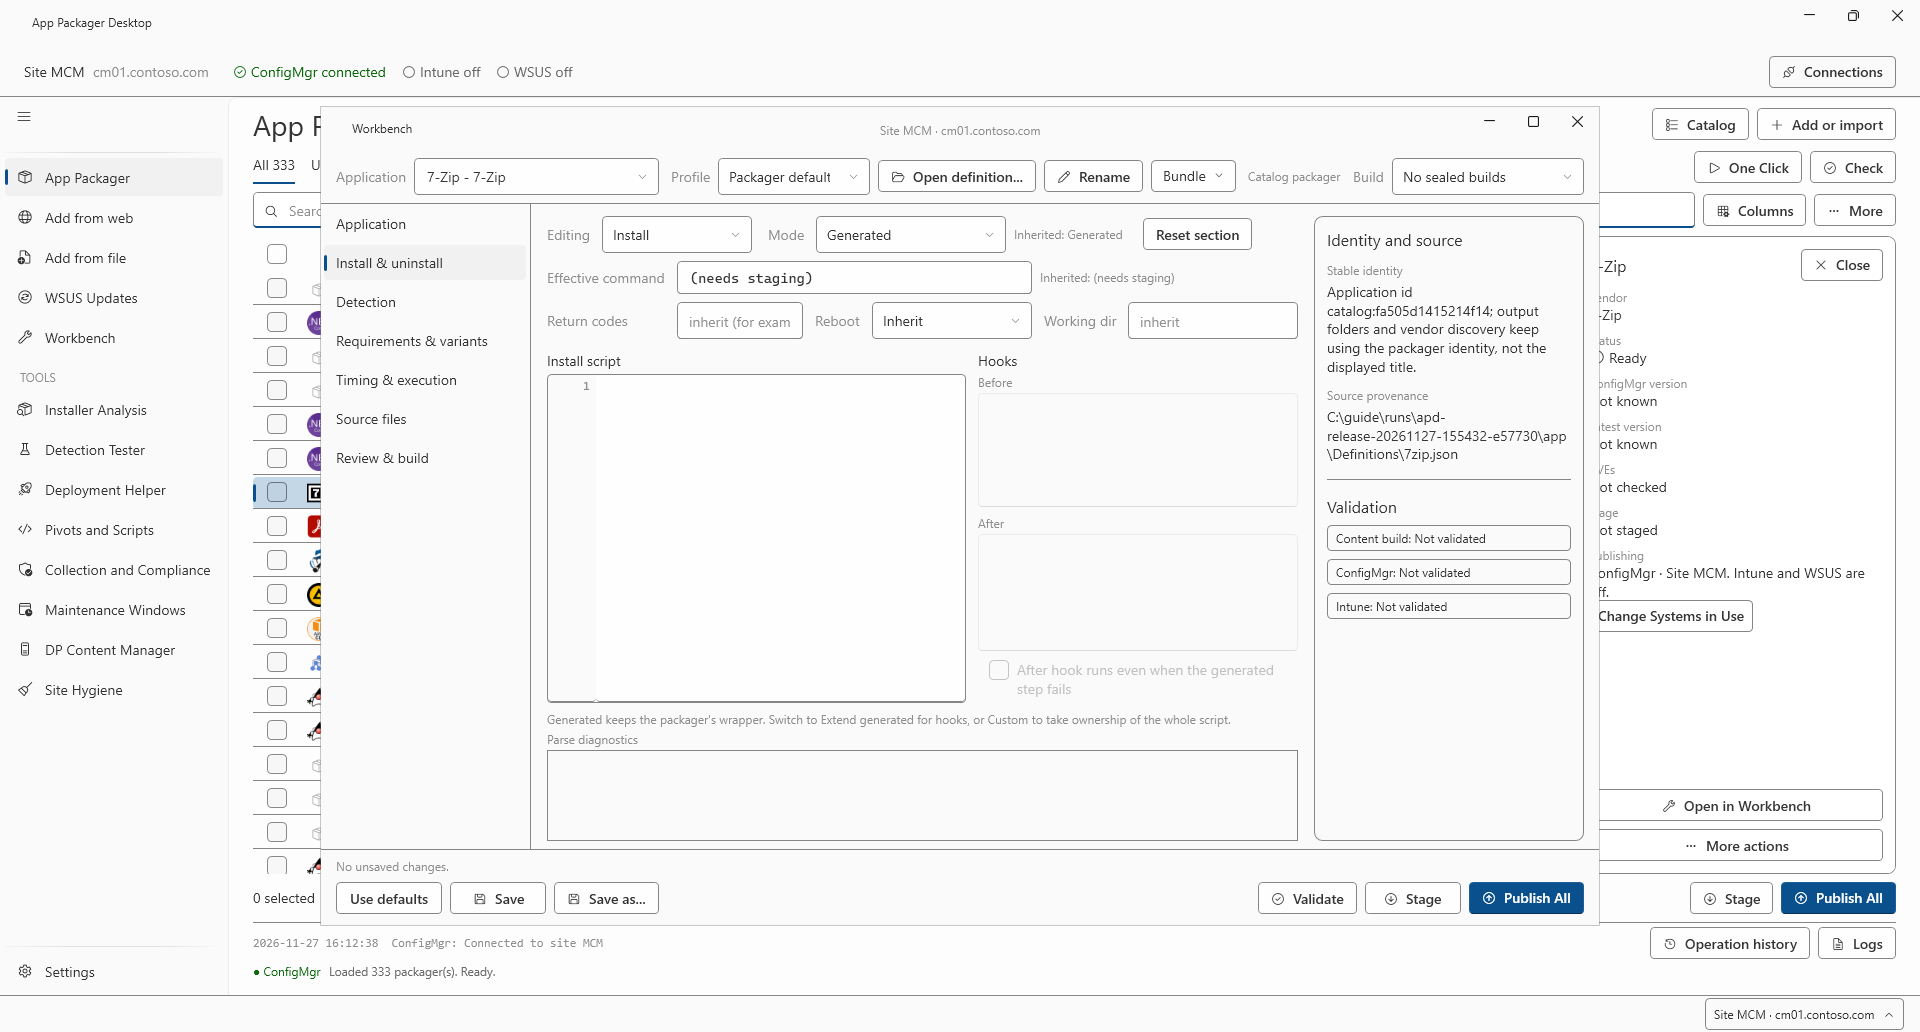 App Packager Desktop
Site MCM cm01.contoso.com ConfigMgr connected Intune off WSUS off Connections
App Packager
Add from web
Add from file
WSUS Updates
Workbench
TOOLS
Installer Analysis
Detection Tester
Deployment Helper
Pivots and Scripts
Collection and Compliance
Maintenance Windows
DP Content Manager
Site Hygiene
Settings
App
Catalog
Add or import
All 333
One Click
Check
Columns
More
Workbench
Site MCM · cm01.contoso.com
Application 7-Zip - 7-Zip Profile Packager default Open definition... Rename Bundle Catalog packager Build No sealed builds
Application
Install & uninstall
Detection
Requirements & variants
Timing & execution
Source files
Review & build
Editing Install Mode Generated Inherited: Generated Reset section
Effective command (needs staging) Inherited: (needs staging)
Return codes inherit (for exam Reboot Inherit Working dir inherit
Install script
1
Hooks
Before
After
After hook runs even when the generated
step fails
Generated keeps the packager's wrapper. Switch to Extend generated for hooks, or Custom to take ownership of the whole script.
Parse diagnostics
Identity and source
Stable identity
Application id
catalog:fa505d1415214f14; output
folders and vendor discovery keep
using the packager identity, not the
displayed title.
Source provenance
C:\guide\runs\apd-
release-20261127-155432-e57730\app
\Definitions\7zip.json
Validation
Content build: Not validated
ConfigMgr: Not validated
Intune: Not validated
No unsaved changes.
Use defaults Save Save as... Validate Stage Publish All
-Zip
Close
-Zip
Ready
version
known
version
known
checked
staged
· Site MCM. Intune and WSUS are
Change Systems in Use
Open in Workbench
More actions
0 selected
Stage Publish All
2026-11-27 16:12:38 ConfigMgr: Connected to site MCM
Operation history Logs
ConfigMgr Loaded 333 packager(s). Ready.
Site MCM · cm01.contoso.com